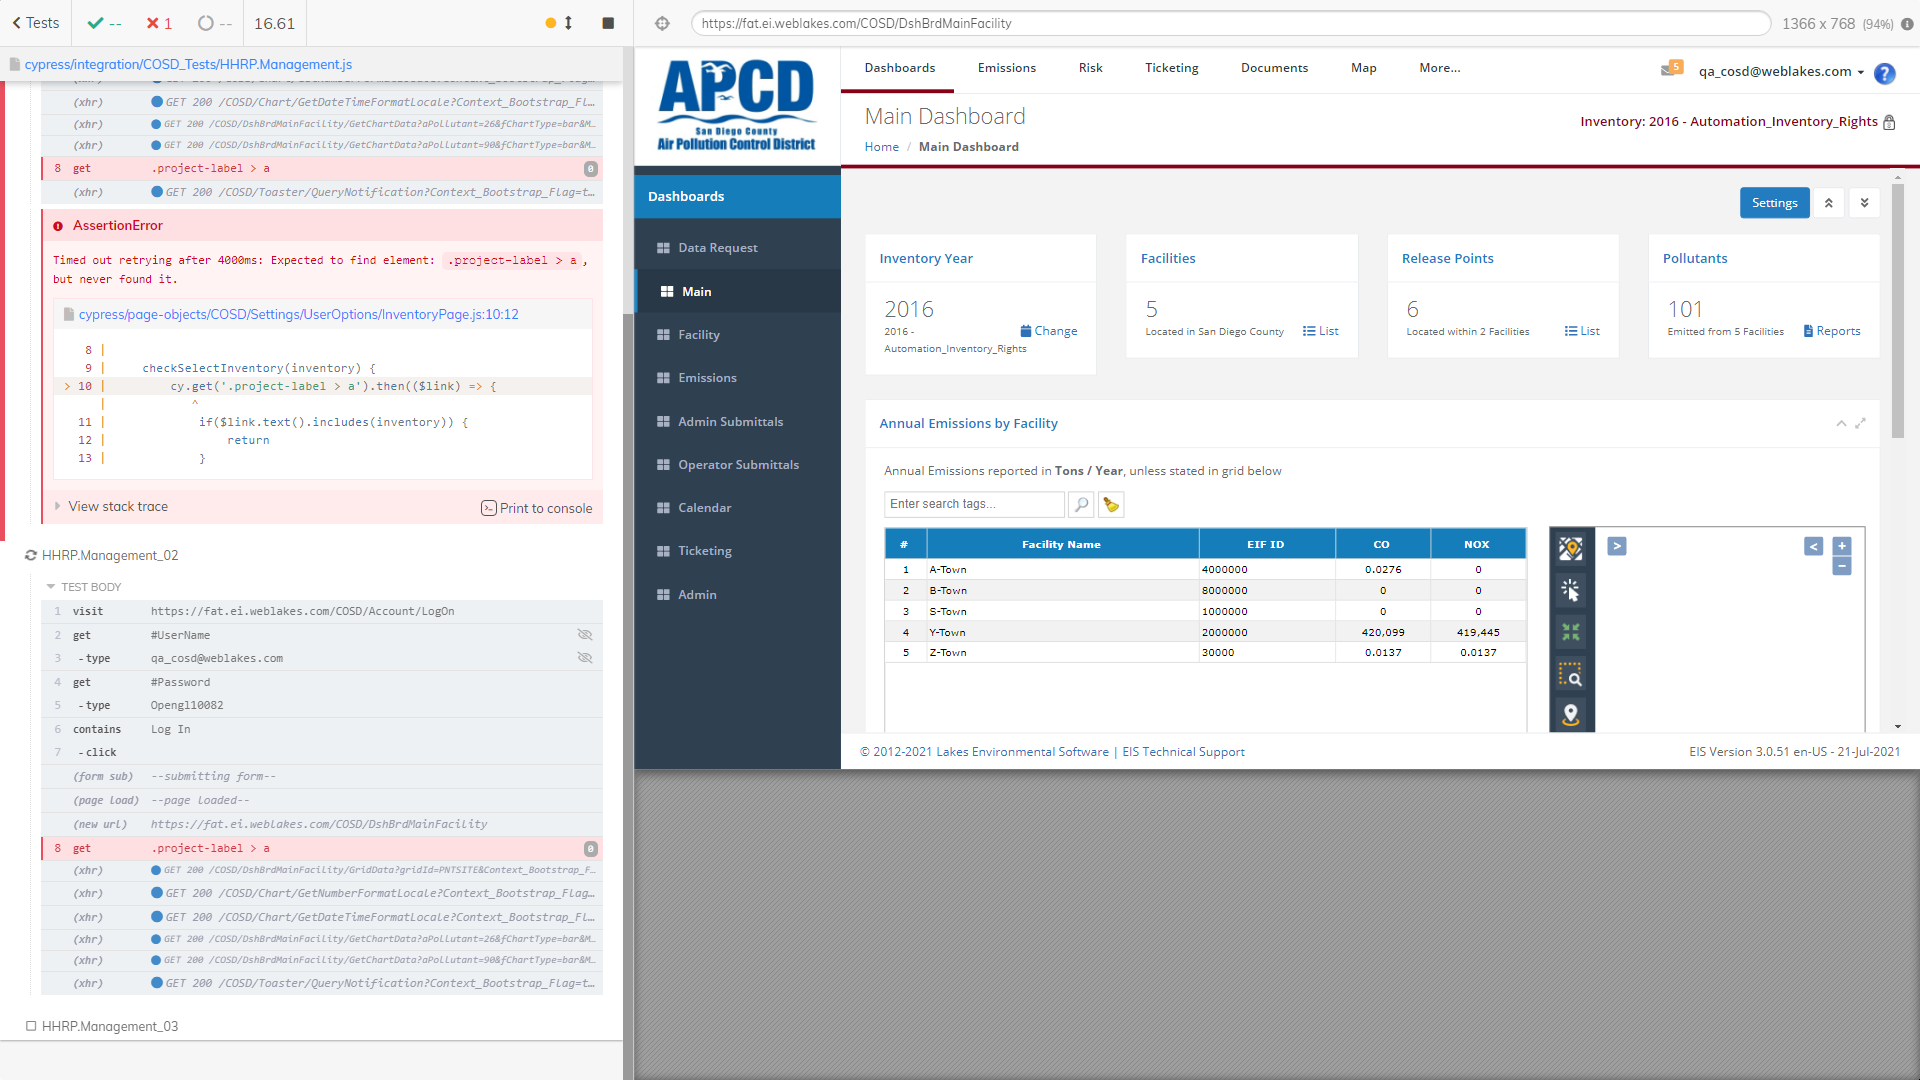 Tests
--
1
--
16.61
https://fat.ei.weblakes.com/COSD/DshBrdMainFacility
1366 x 768 (94%)
cypress/integration/COSD_Tests/HHRP.Management.js
(xhr) GET 200 /COSD/Chart/GetDateTimeFormatLocale?Context_Bootstrap_Fl…
(xhr) GET 200 /COSD/DshBrdMainFacility/GetChartData?aPollutant=26&fChartType=bar&M…
(xhr) GET 200 /COSD/DshBrdMainFacility/GetChartData?aPollutant=90&fChartType=bar&M…
8 get .project-label > a 0
(xhr) GET 200 /COSD/Toaster/QueryNotification?Context_Bootstrap_Flag=t…
AssertionError
Timed out retrying after 4000ms: Expected to find element: .project-label > a,
but never found it.
cypress/page-objects/COSD/Settings/UserOptions/InventoryPage.js:10:12
8 |
9 | checkSelectInventory(inventory) {
> 10 | cy.get('.project-label > a').then(($link) => {
| ^
11 | if($link.text().includes(inventory)) {
12 | return
13 | }
View stack trace
Print to console
HHRP.Management_02
TEST BODY
1 visit https://fat.ei.weblakes.com/COSD/Account/LogOn
2 get #UserName
3 -type qa_cosd@weblakes.com
4 get #Password
5 -type Opengl10082
6 contains Log In
7 -click
(form sub) --submitting form--
(page load) --page loaded--
(new url) https://fat.ei.weblakes.com/COSD/DshBrdMainFacility
8 get .project-label > a 0
(xhr) GET 200 /COSD/DshBrdMainFacility/GridData?gridId=PNTSITE&Context_Bootstrap_F…
(xhr) GET 200 /COSD/Chart/GetNumberFormatLocale?Context_Bootstrap_Flag…
(xhr) GET 200 /COSD/Chart/GetDateTimeFormatLocale?Context_Bootstrap_Fl…
(xhr) GET 200 /COSD/DshBrdMainFacility/GetChartData?aPollutant=26&fChartType=bar&M…
(xhr) GET 200 /COSD/DshBrdMainFacility/GetChartData?aPollutant=90&fChartType=bar&M…
(xhr) GET 200 /COSD/Toaster/QueryNotification?Context_Bootstrap_Flag=t…
HHRP.Management_03
APCD
San Diego County
Air Pollution Control District
Dashboards
Data Request
Main
Facility
Emissions
Admin Submittals
Operator Submittals
Calendar
Ticketing
Admin
Dashboards Emissions Risk Ticketing Documents Map More...
5
qa_cosd@weblakes.com
?
Main Dashboard
Inventory: 2016 - Automation_Inventory_Rights
Home / Main Dashboard
Settings
Inventory Year
2016
2016 -
Automation_Inventory_Rights
Change
Facilities
5
Located in San Diego County
List
Release Points
6
Located within 2 Facilities
List
Pollutants
101
Emitted from 5 Facilities
Reports
Annual Emissions by Facility
Annual Emissions reported in Tons / Year, unless stated in grid below
Enter search tags...
# Facility Name EIF ID CO NOX
1 A-Town 4000000 0.0276 0
2 B-Town 8000000 0 0
3 S-Town 1000000 0 0
4 Y-Town 2000000 420,099 419,445
5 Z-Town 30000 0.0137 0.0137
> < +
−
© 2012-2021 Lakes Environmental Software | EIS Technical Support
EIS Version 3.0.51 en-US - 21-Jul-2021